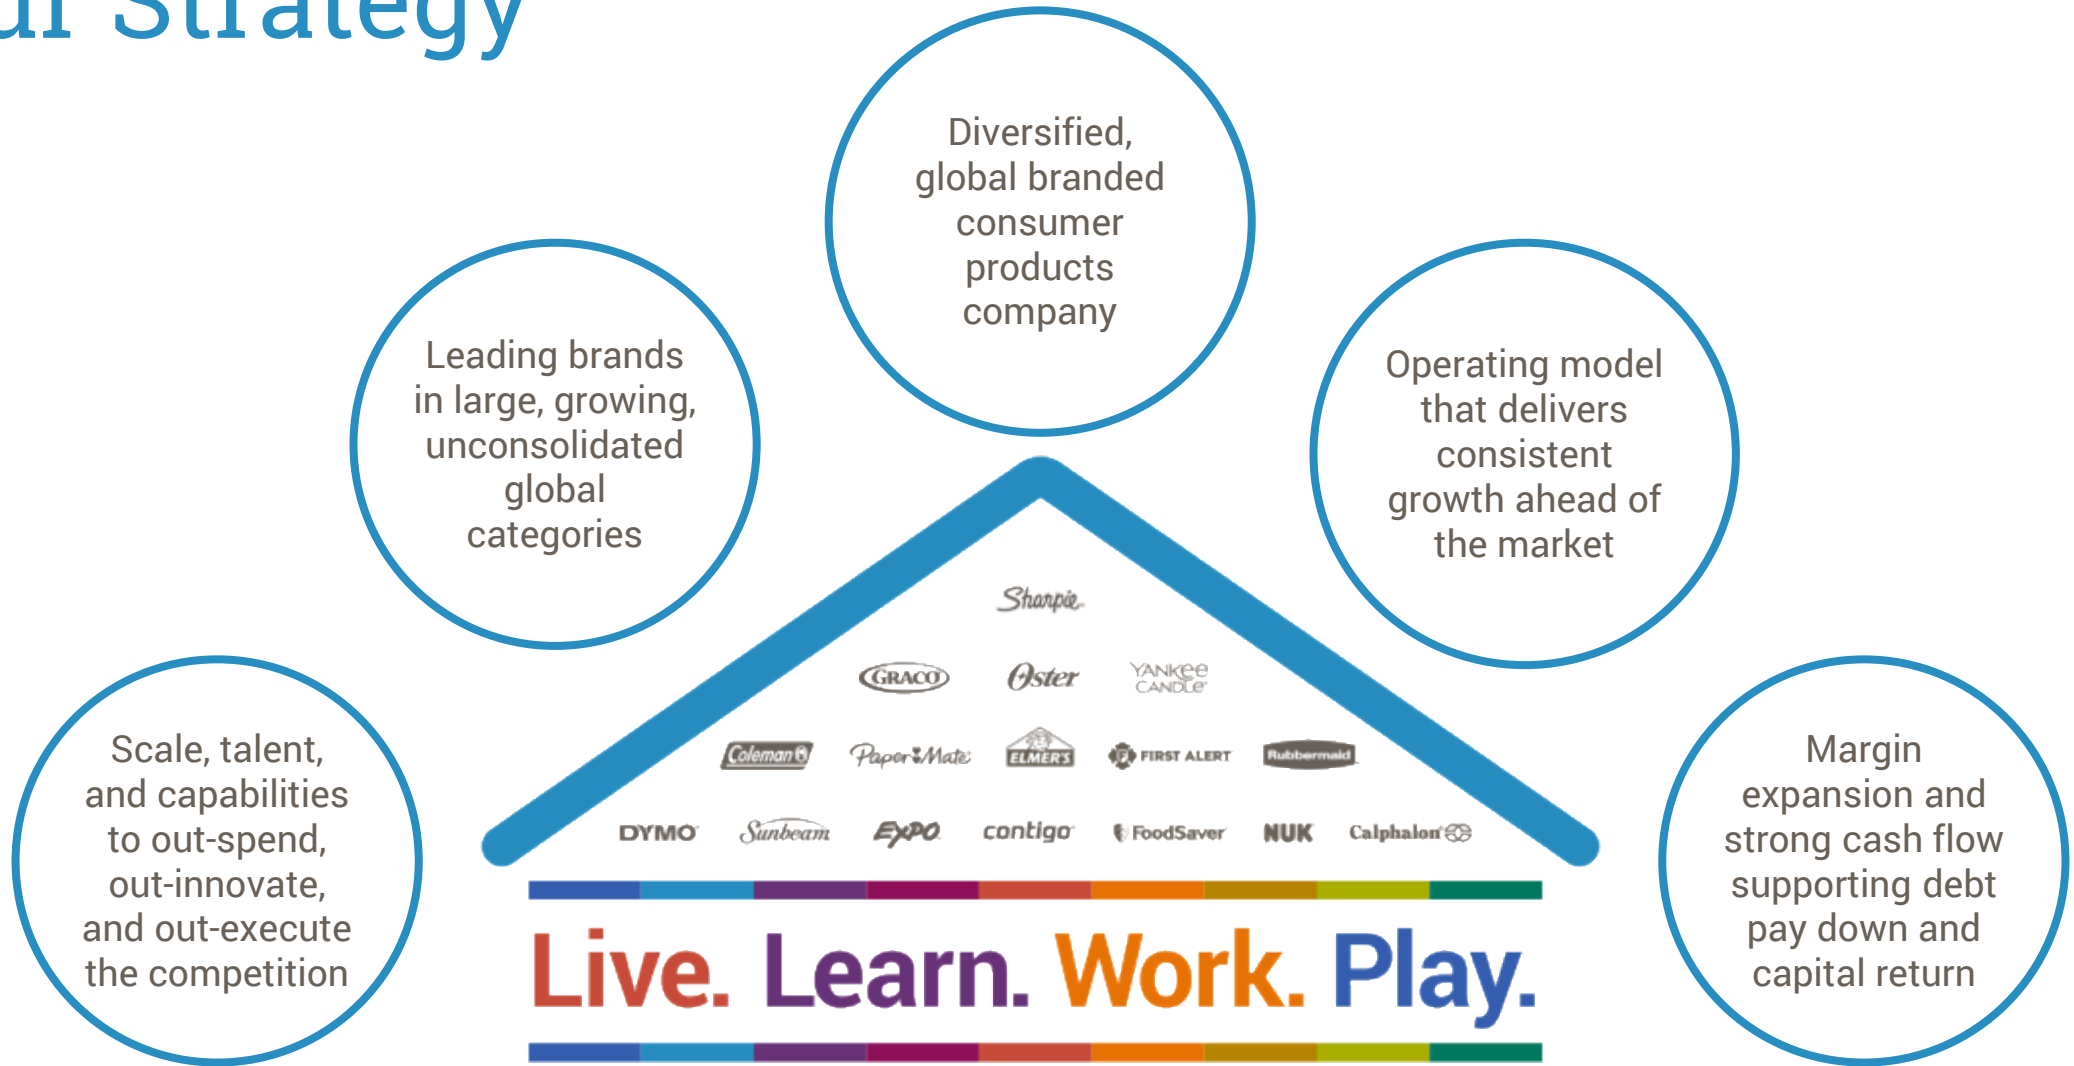 ur Strategy
Diversified,
global branded
consumer
products
company
Leading brands
in large, growing,
unconsolidated
global
categories
Operating model
that delivers
consistent
growth ahead of
the market
Scale, talent,
and capabilities
to out-spend,
out-innovate,
and out-execute
the competition
Margin
expansion and
strong cash flow
supporting debt
pay down and
capital return
Sharpie
GRACO Oster YANKEE CANDLE
Coleman Paper Mate ELMER'S FIRST ALERT Rubbermaid
DYMO Sunbeam EXPO contigo FoodSaver NUK Calphalon
Live. Learn. Work. Play.